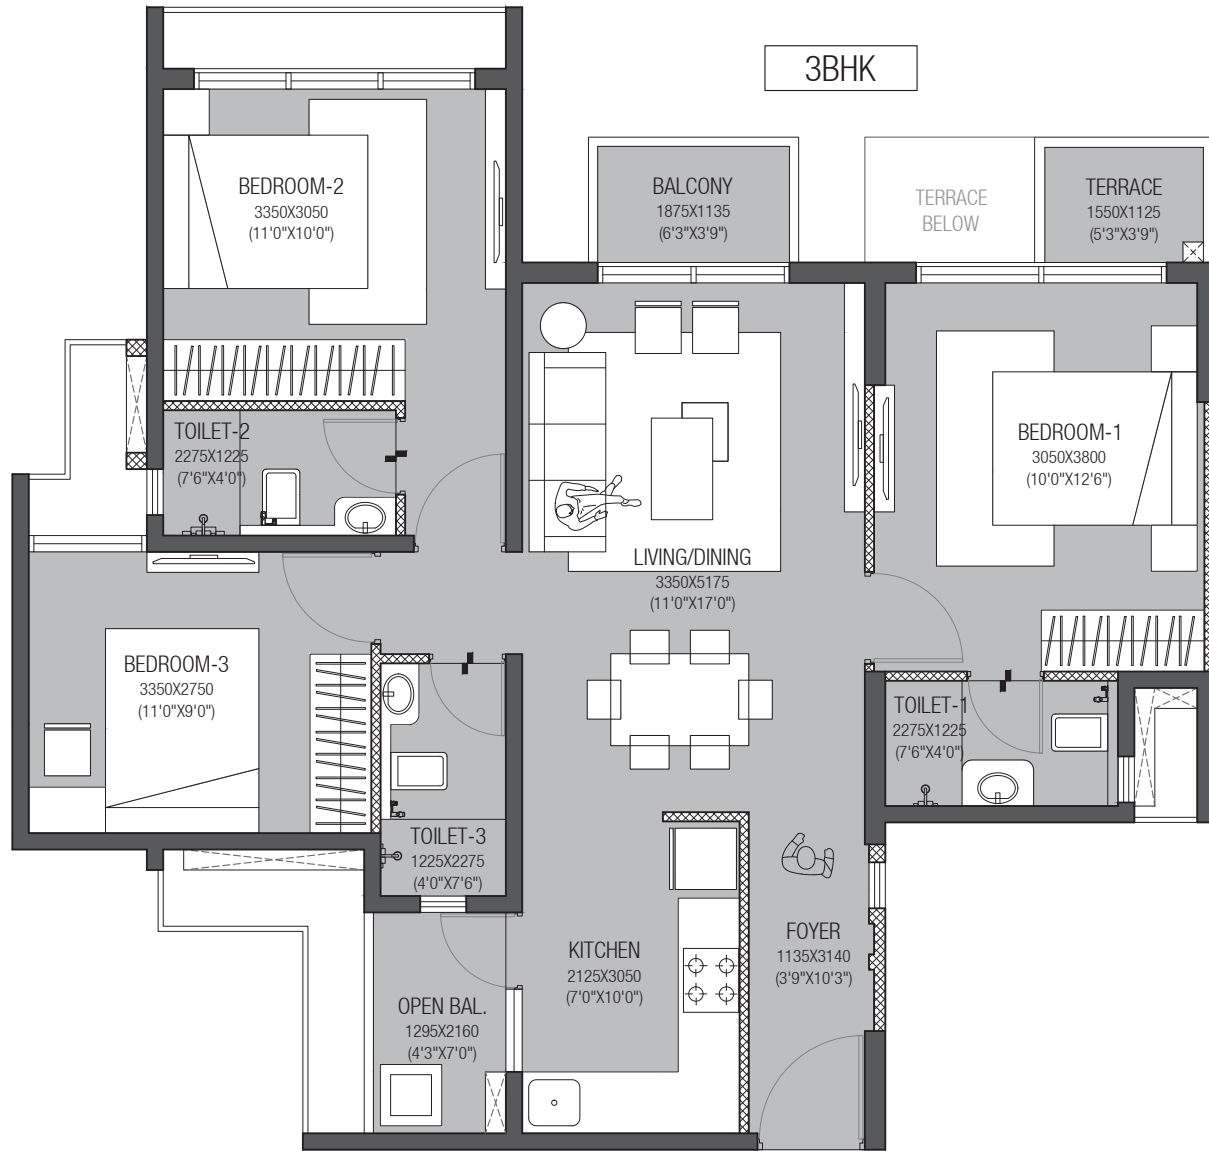 3BHK
BEDROOM-2
3350X3050
(11'0"X10'0")
BALCONY
1875X1135
(6'3"X3'9")
TERRACE
BELOW
TERRACE
1550X1125
(5'3"X3'9")
TOILET-2
2275X1225
(7'6"X4'0")
BEDROOM-1
3050X3800
(10'0"X12'6")
LIVING/DINING
3350X5175
(11'0"X17'0")
BEDROOM-3
3350X2750
(11'0"X9'0")
TOILET-1
2275X1225
(7'6"X4'0")
TOILET-3
1225X2275
(4'0"X7'6")
KITCHEN
2125X3050
(7'0"X10'0")
FOYER
1135X3140
(3'9"X10'3")
OPEN BAL.
1295X2160
(4'3"X7'0")